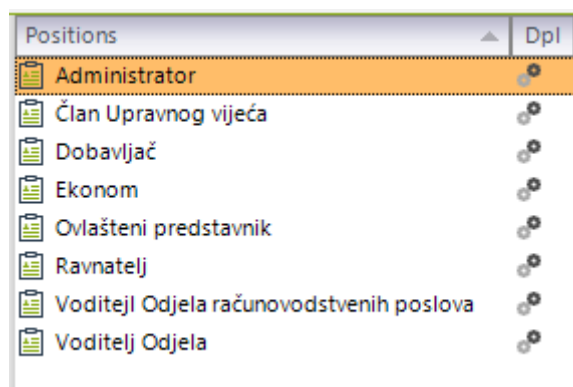 Positions Dpl
Administrator
Član Upravnog vijeća
Dobavljač
Ekonom
Ovlašteni predstavnik
Ravnatelj
Voditejl Odjela računovodstvenih poslova
Voditelj Odjela